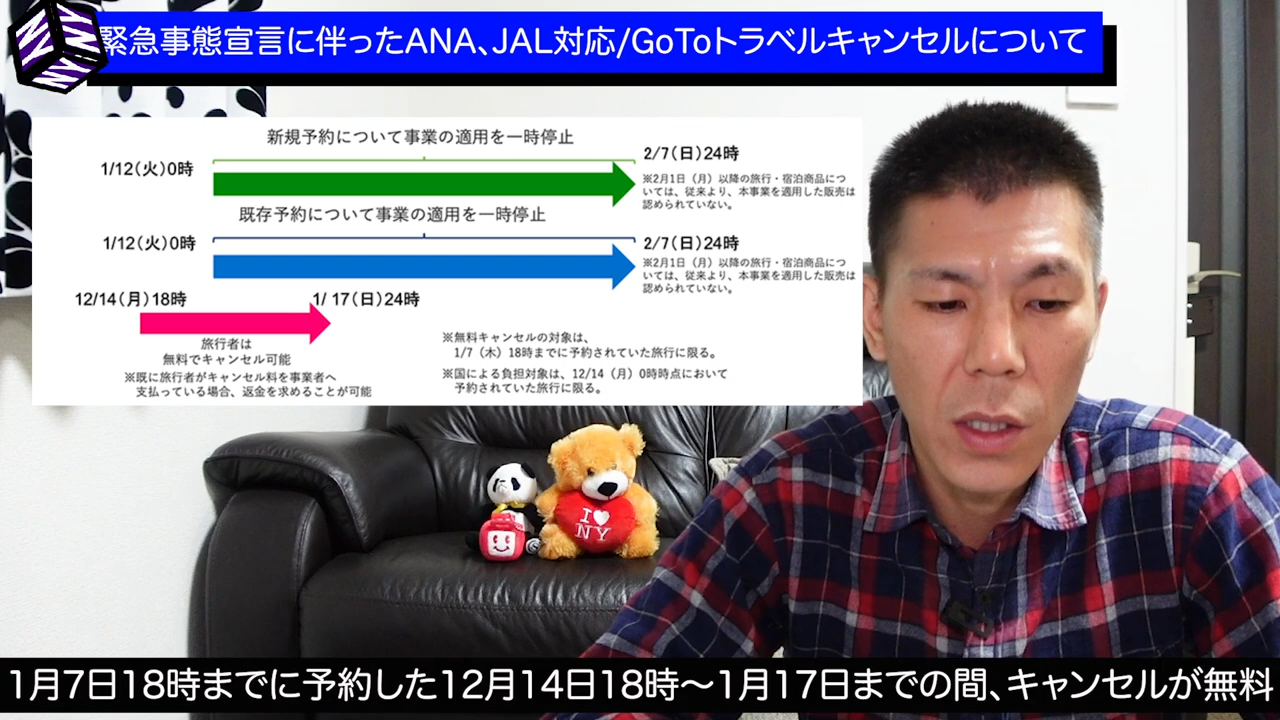 NY NY NY
緊急事態宣言に伴ったANA、JAL対応/GoToトラベルキャンセルについて
新規予約について事業の適用を一時停止
1/12(火)0時
2/7(日)24時
※2月1日(月)以降の旅行・宿泊商品につ
いては、従来より、本事業を適用した販売は
認められていない。
既存予約について事業の適用を一時停止
1/12(火)0時
2/7(日)24時
※2月1日(月)以降の旅行・宿泊商品につ
いては、従来より、本事業を適用した販売は
認められていない。
12/14(月)18時
1/ 17(日)24時
旅行者は
無料でキャンセル可能
※既に旅行者がキャンセル料を事業者へ
支払っている場合、返金を求めることが可能
※無料キャンセルの対象は、
1/7(木)18時までに予約されていた旅行に限る。
※国による負担対象は、12/14(月)0時時点において
予約されていた旅行に限る。
I♥
NY
1月7日18時までに予約した12月14日18時～1月17日までの間、キャンセルが無料